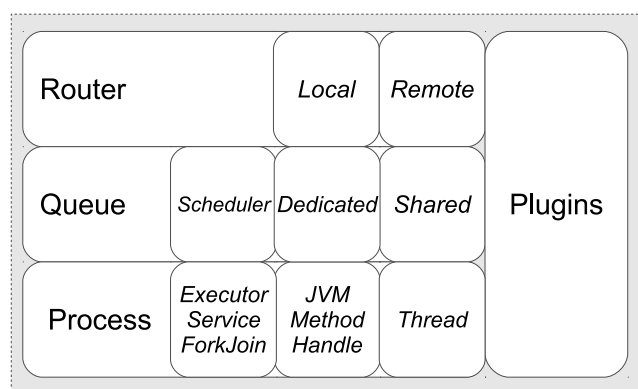 Router
Local
Remote
Queue
Scheduler
Dedicated
Shared
Plugins
Process
Executor
Service
ForkJoin
JVM
Method
Handle
Thread